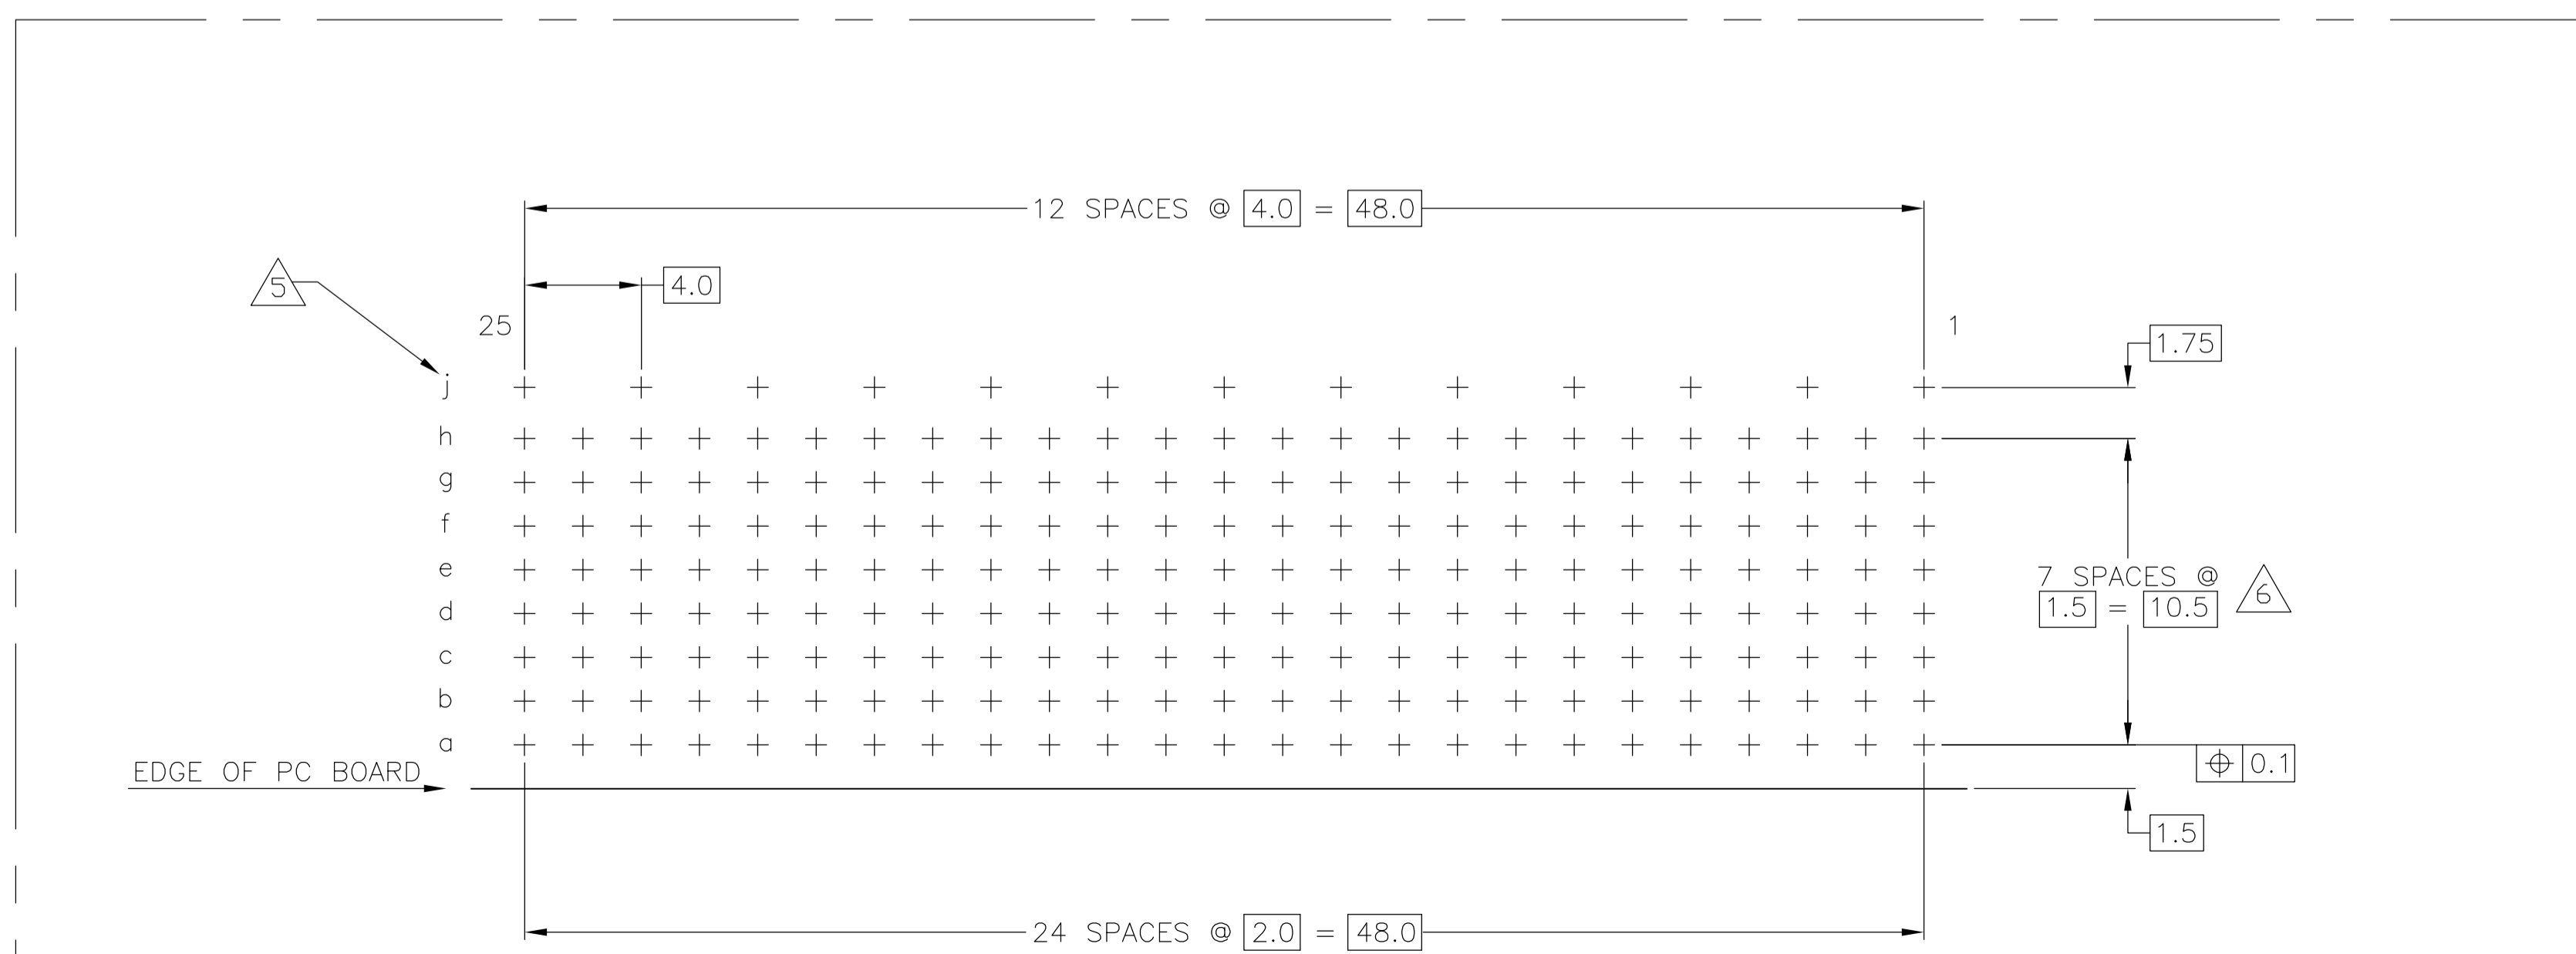 12 SPACES @ 4.0 = 48.0
5
4.0
25
1
1.75
j
h
g
f
e
d
c
b
a
7 SPACES @
1.5 = 10.5
6
EDGE OF PC BOARD
⌖ 0.1
1.5
24 SPACES @ 2.0 = 48.0